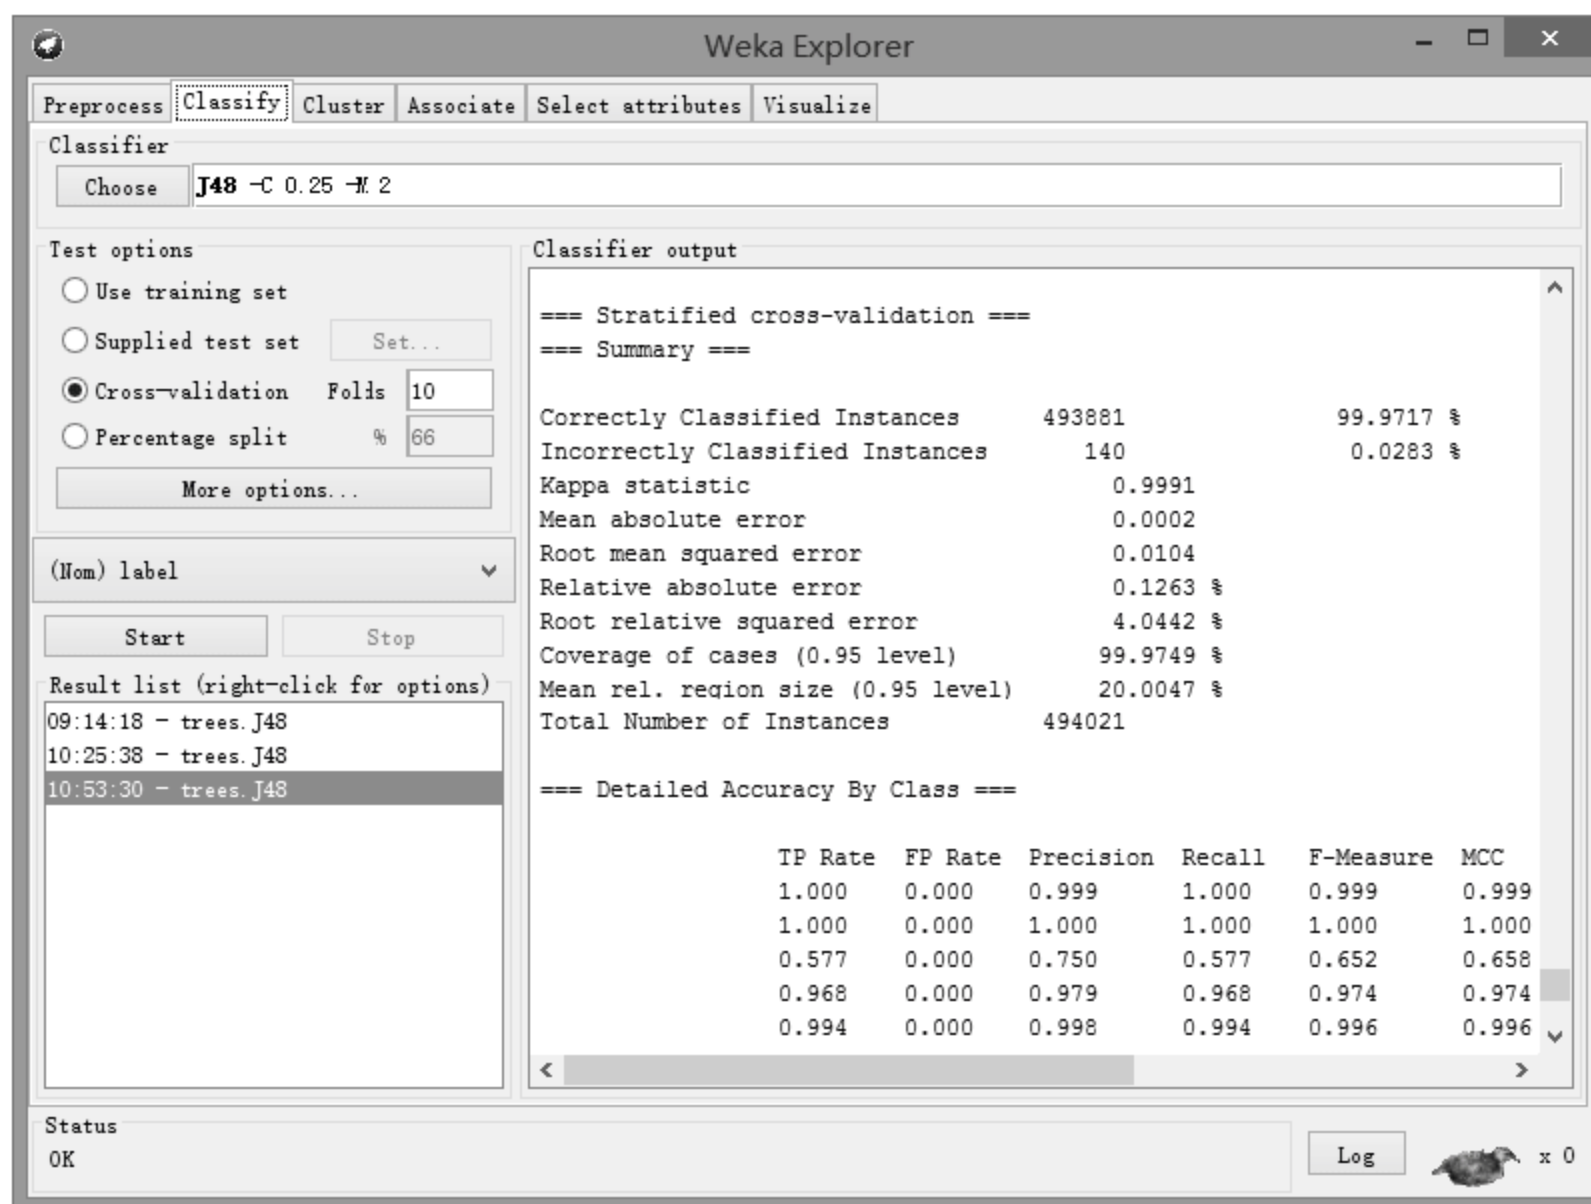 Weka Explorer
Preprocess Classify Cluster Associate Select attributes Visualize
Classifier
Choose J48 -C 0.25 -M 2
Test options
Use training set
Supplied test set Set...
Cross-validation Folds 10
Percentage split % 66
More options...
(Nom) label
Start Stop
Result list (right-click for options)
09:14:18 - trees.J48
10:25:38 - trees.J48
10:53:30 - trees.J48
Classifier output
=== Stratified cross-validation ===
=== Summary ===
Correctly Classified Instances 493881 99.9717 %
Incorrectly Classified Instances 140 0.0283 %
Kappa statistic 0.9991
Mean absolute error 0.0002
Root mean squared error 0.0104
Relative absolute error 0.1263 %
Root relative squared error 4.0442 %
Coverage of cases (0.95 level) 99.9749 %
Mean rel. region size (0.95 level) 20.0047 %
Total Number of Instances 494021
=== Detailed Accuracy By Class ===
TP Rate FP Rate Precision Recall F-Measure MCC
1.000 0.000 0.999 1.000 0.999 0.999
1.000 0.000 1.000 1.000 1.000 1.000
0.577 0.000 0.750 0.577 0.652 0.658
0.968 0.000 0.979 0.968 0.974 0.974
0.994 0.000 0.998 0.994 0.996 0.996
Status
OK
Log x 0